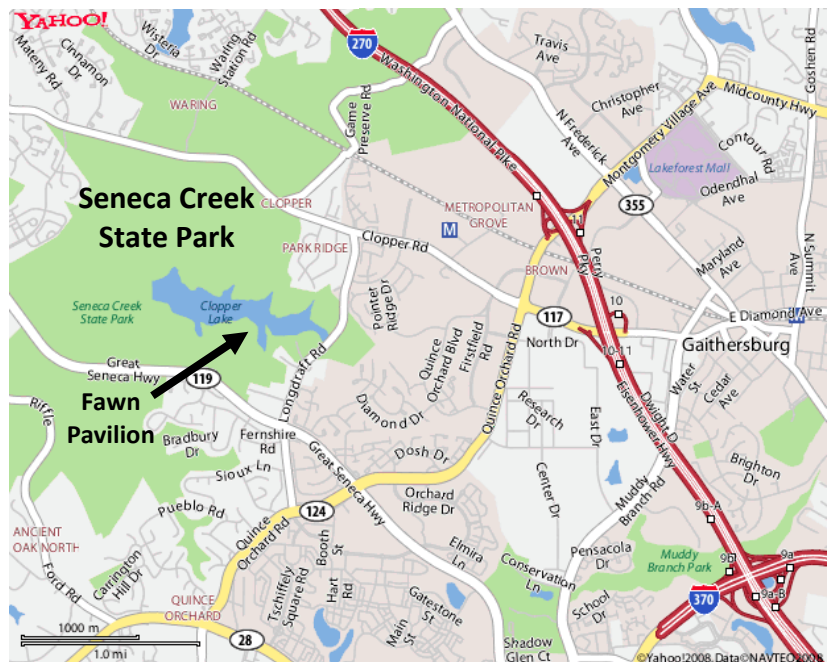 YAHOO!
Wisteria
Dr
Cinnamon
Dr
Mateny Rd
Waring
Station Rd
WARING
270
Washington National Pike
Travis
Ave
Goshen Rd
Christopher
Ave
Midcounty Hwy
N Frederick
Ave
Montgomery Village Ave
Contour
Rd
Lakeforest Mall
Odendhal
Ave
355
Game
Preserve Rd
Seneca Creek
State Park
CLOPPER
METROPOLITAN
GROVE
11
M
PARK RIDGE
Clopper Rd
Perry
Pky
Maryland
Ave
N Summit
Ave
BROWN
Seneca Creek
State Park
Clopper
Lake
Pointer
Ridge Dr
10
117
E Diamond Ave
M
North Dr
10-11
Gaithersburg
Great
Seneca Hwy
119
Longdraft Rd
Quince
Orchard Blvd
Firstfield
Rd
Quince Orchard Rd
Water
St
Cedar
Ave
Dwight D
Eisenhower Hwy
Fawn
Pavilion
Riffle
Ford Rd
Diamond Dr
Research
Dr
East Dr
Bradbury
Dr
Fernshire
Rd
Dosh Dr
Great Seneca Hwy
Sioux Ln
Center Dr
Muddy
Branch Rd
Brighton
Dr
Pueblo Rd
124
Orchard
Ridge Dr
9b-A
ANCIENT
OAK NORTH
Quince
Orchard Rd
Booth
St
Elmira
Ln
Pensacola
Dr
Muddy
Branch Park
9b
9a
Conservation
Ln
Carrington
Hill Dr
Tschiffely
Square Rd
Hart
Rd
370
9a-B
QUINCE
ORCHARD
Gatestone
St
School
Dr
Main
St
28
Shadow
Glen Ct
1000 m
1.0 mi
©Yahoo!2008, Data©NAVTEQ2008